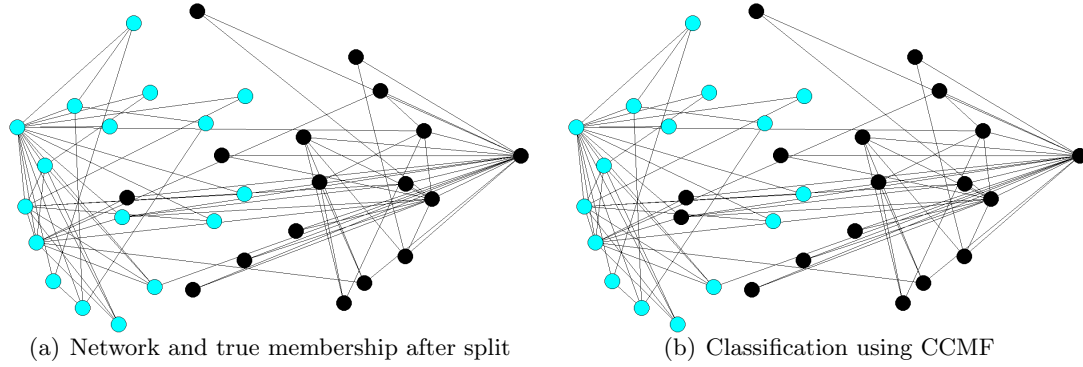 (a) Network and true membership after split
(b) Classification using CCMF